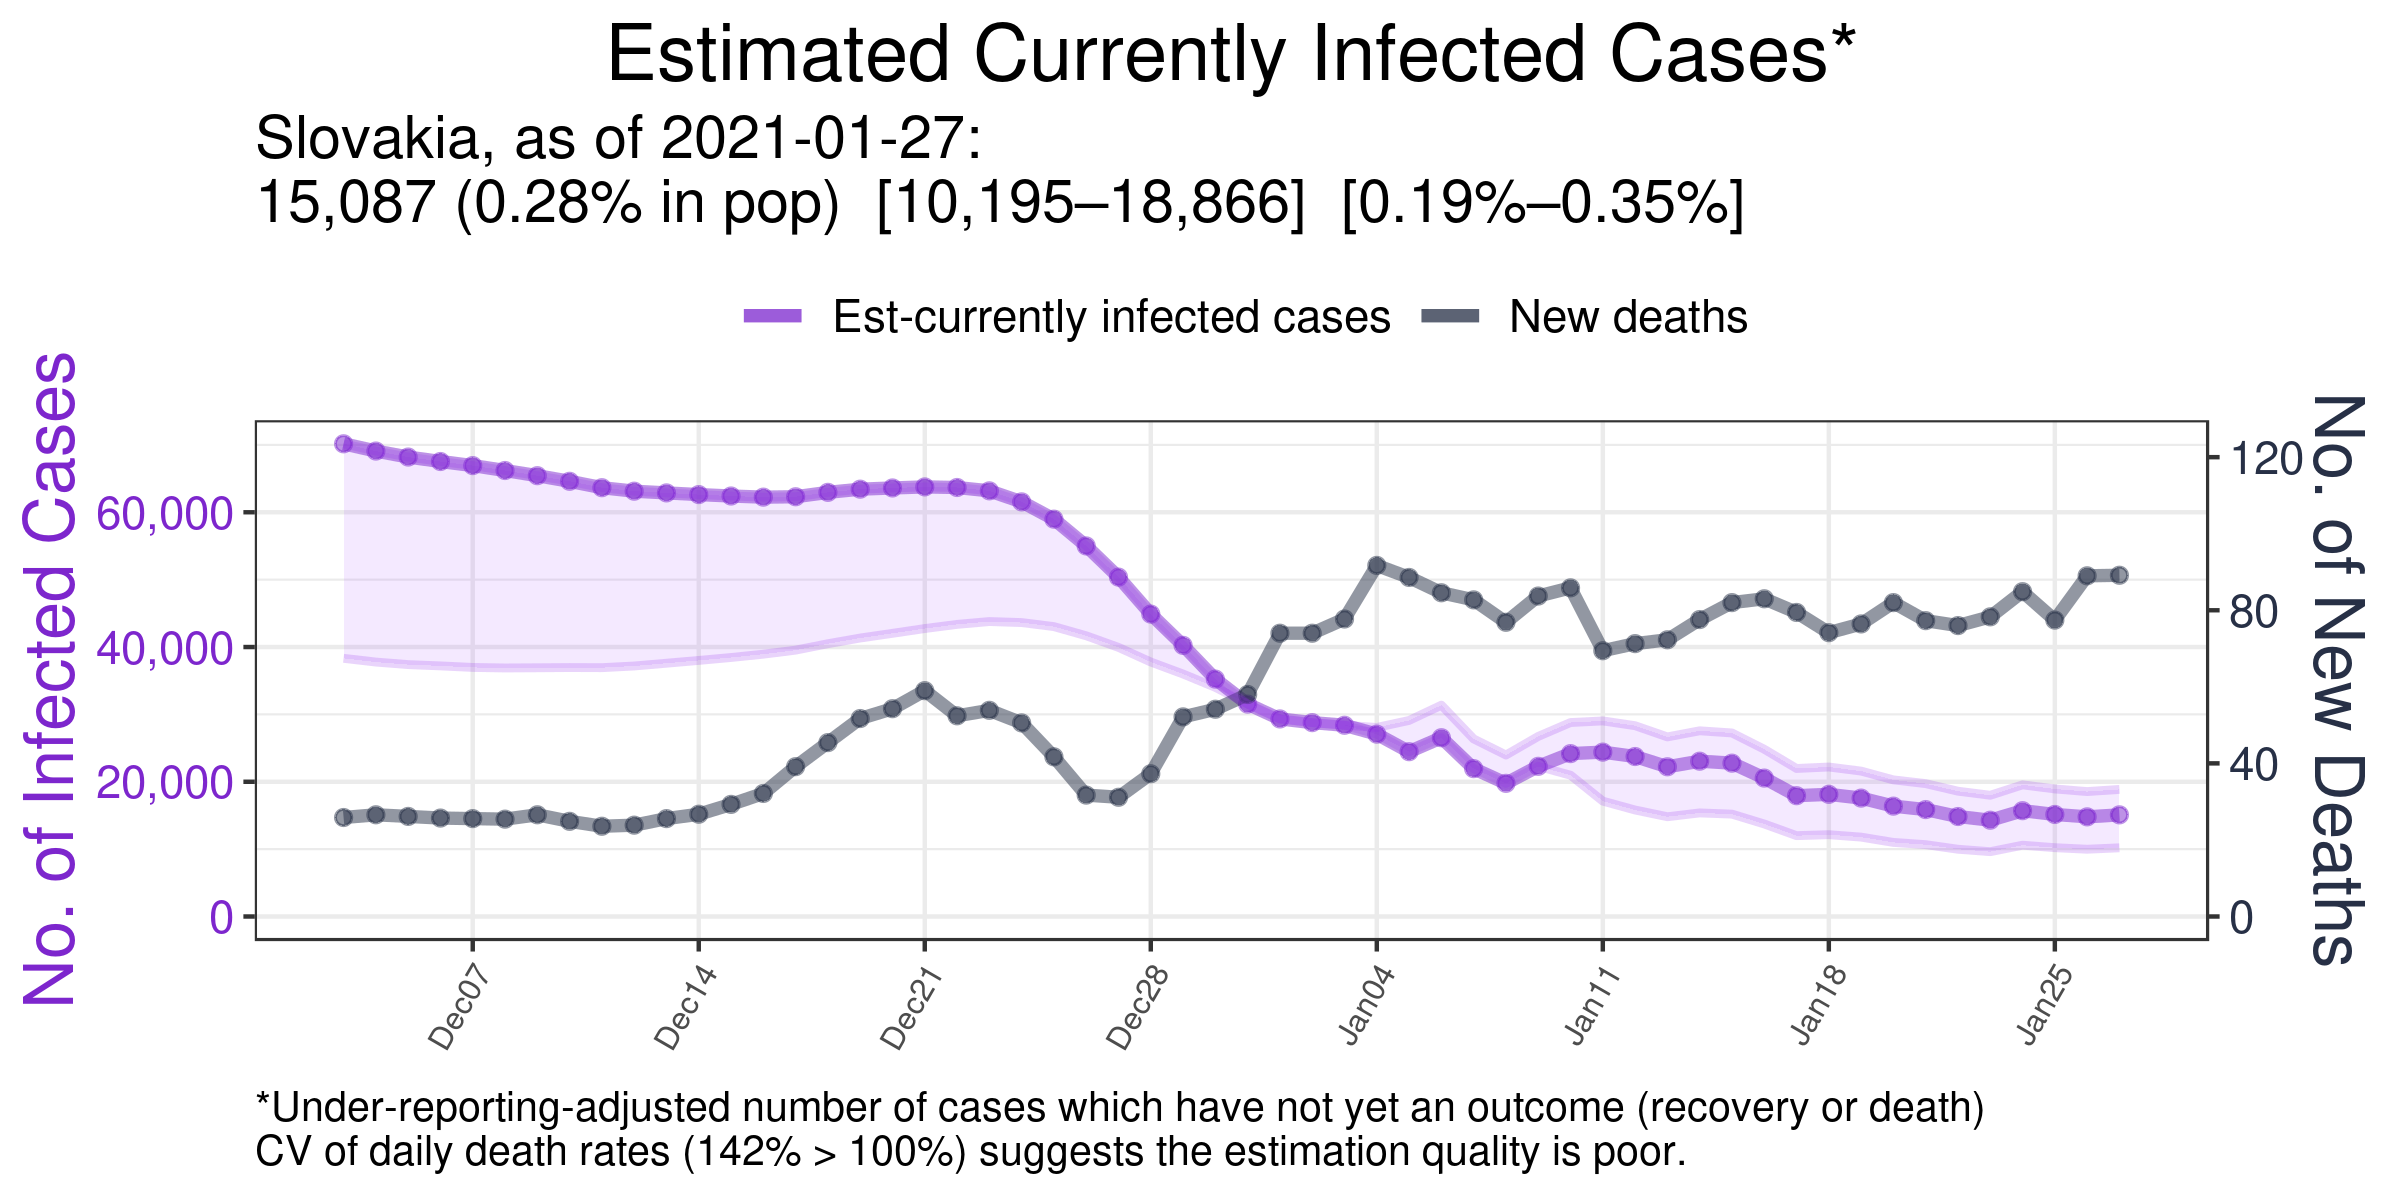 Estimated Currently Infected Cases*
Slovakia, as of 2021-01-27:
15,087 (0.28% in pop)  [10,195–18,866]  [0.19%–0.35%]
Est-currently infected cases
New deaths
No. of Infected Cases
60,000
40,000
20,000
0
120
80
40
0
No. of New Deaths
Dec07
Dec14
Dec21
Dec28
Jan04
Jan11
Jan18
Jan25
*Under-reporting-adjusted number of cases which have not yet an outcome (recovery or death)
CV of daily death rates (142% > 100%) suggests the estimation quality is poor.